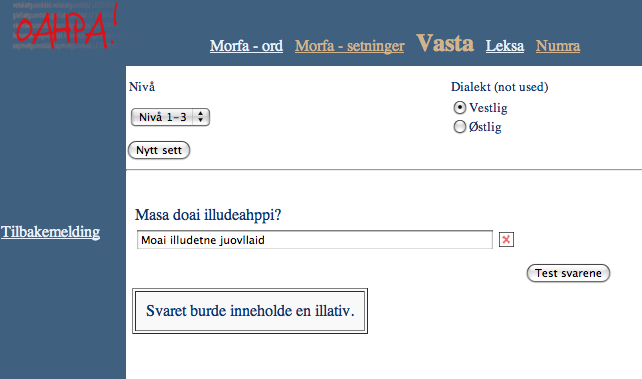 OAHPA!
Morfa - ord Morfa - setninger Vasta Leksa Numra
Nivå
Dialekt (not used)
Nivå 1-3
Vestlig
Østlig
Nytt sett
Tilbakemelding
Masa doai illudeahppi?
Moai illudetne juovllaid
Test svarene
Svaret burde inneholde en illativ.